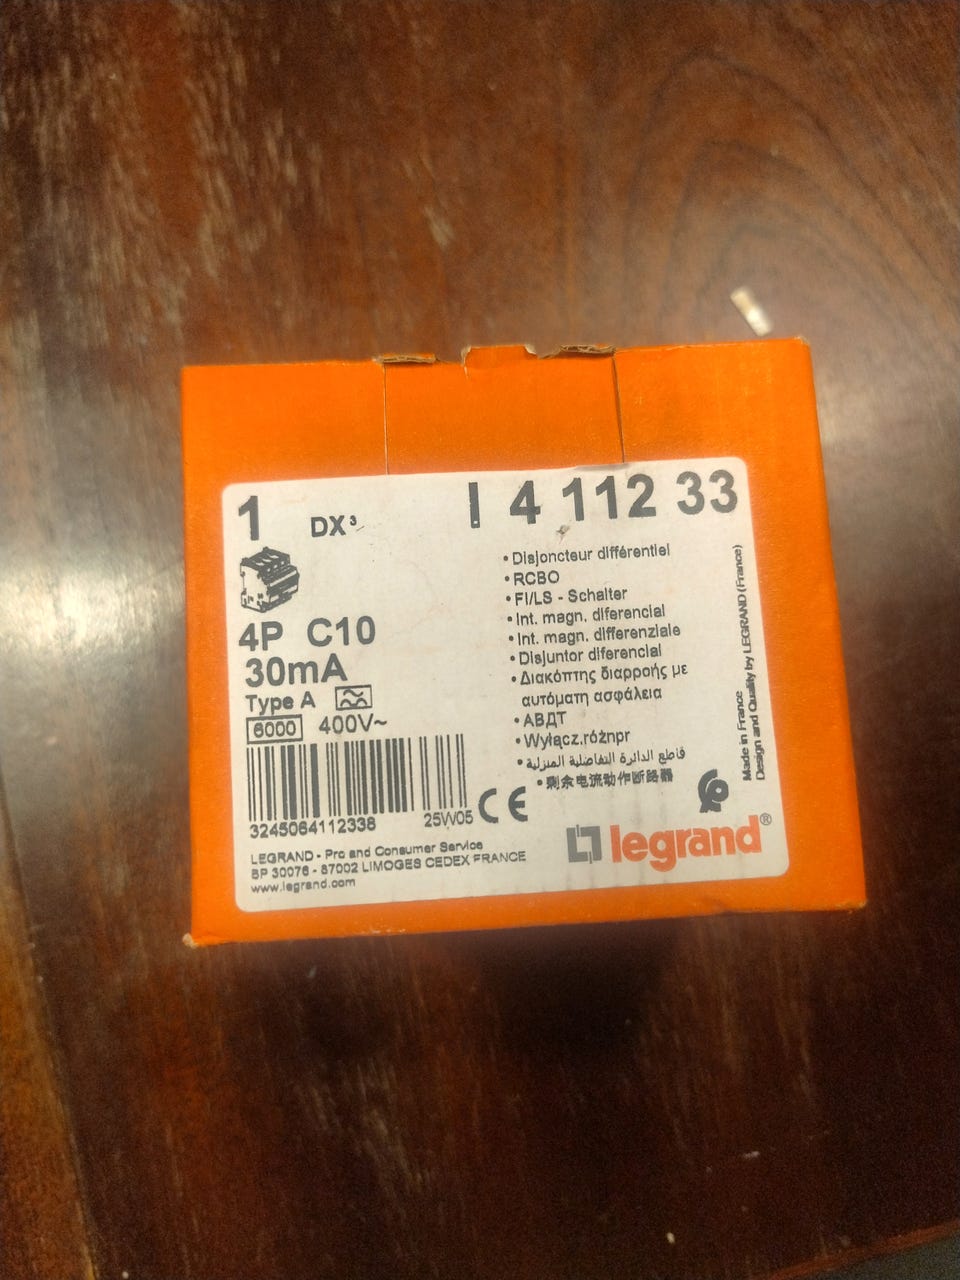 1 DX³ I 4 112 33
4P C10
30mA
Type A
6000 400V~
3245064112338
25W05
CE
LEGRAND - Pro and Consumer Service
BP 30076 - 87002 LIMOGES CEDEX FRANCE
www.legrand.com
• Disjoncteur différentiel
• RCBO
• FI/LS - Schalter
• Int. magn. diferencial
• Int. magn. differenziale
• Disjuntor diferencial
• Διακόπτης διαρροής με
αυτόματη ασφάλεια
• АВДТ
• Wyłącz.różnpr
• قاطع الدائرة التفاضلية المنزلية
• 剩余电流动作断路器
legrand®
Made in France
Design and Quality by LEGRAND (France)